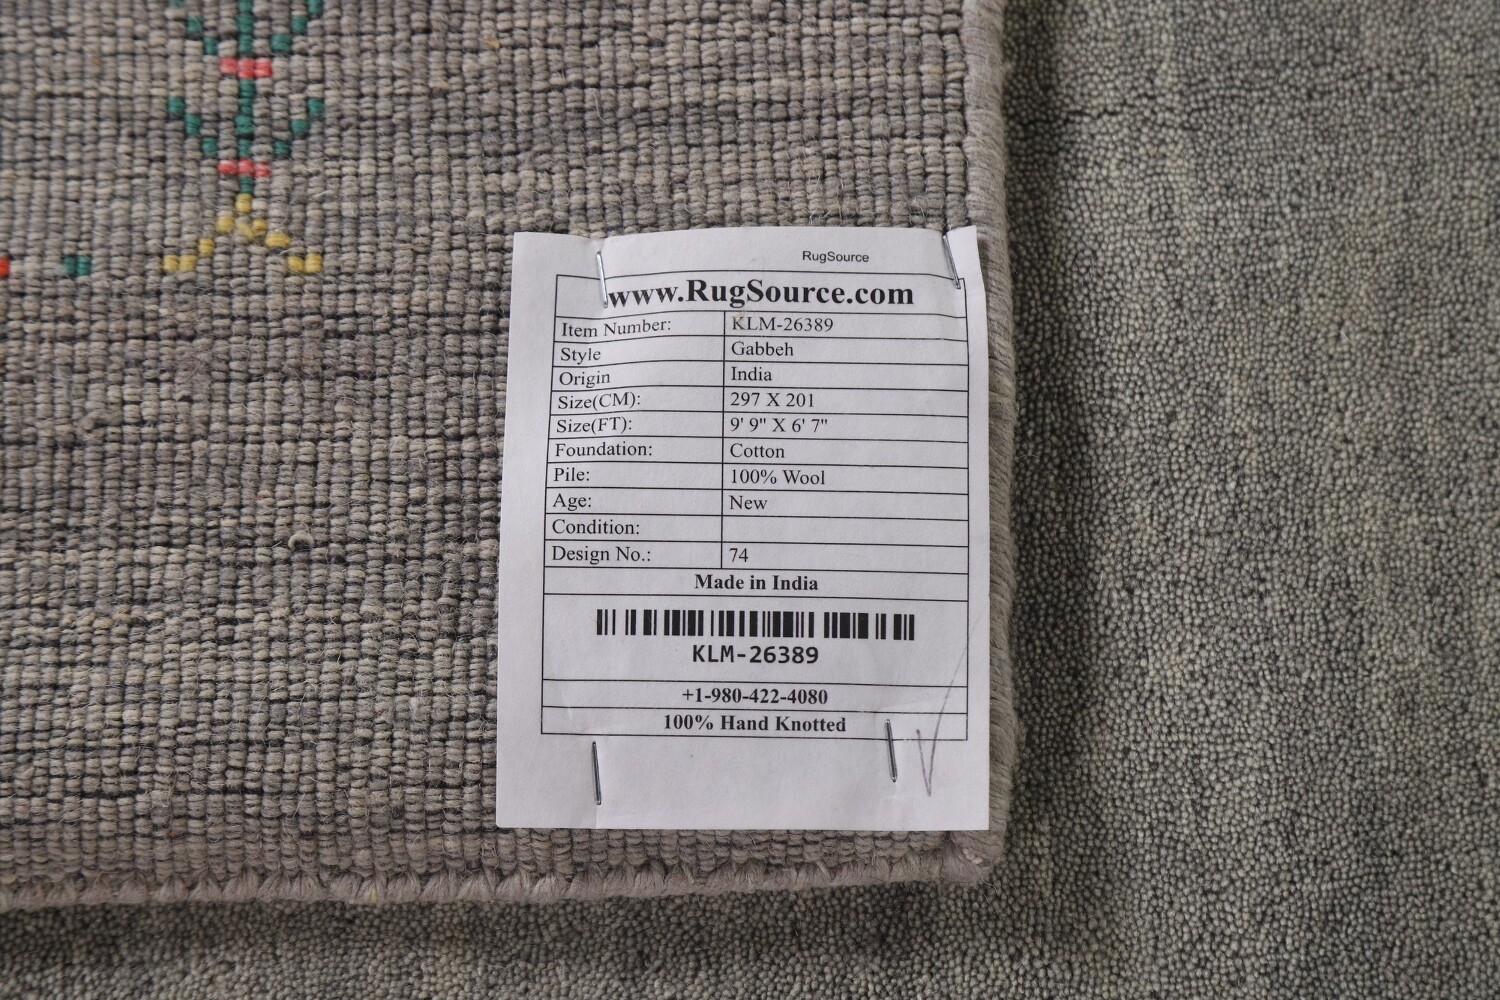 RugSource
www.RugSource.com
Item Number: KLM-26389
Style Gabbeh
Origin India
Size(CM): 297 X 201
Size(FT): 9' 9" X 6' 7"
Foundation: Cotton
Pile: 100% Wool
Age: New
Condition:
Design No.: 74
Made in India
KLM-26389
+1-980-422-4080
100% Hand Knotted